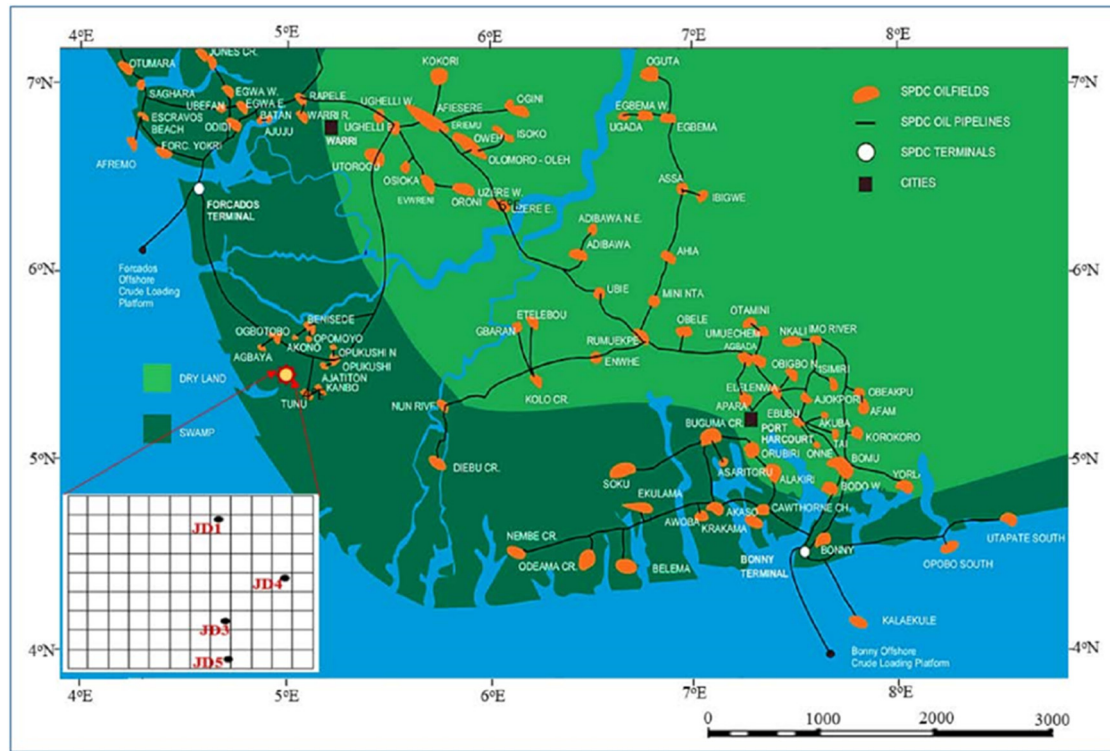 4ºE
5ºE
6ºE
7ºE
8ºE
7ºN
6ºN
5ºN
4ºN
7ºN
6ºN
5ºN
4ºN
4ºE
5ºE
6ºE
7ºE
8ºE
OTUMARA
JONES CR.
SAGHARA
EGWA W.
UBEFAN
EGWA E.
BATAN
ESCRAVOS
BEACH
ODIDI
AJUJU
AFREMO
FORC. YOKRI
RAPELE
WARRI R.
WARRI
UGHELLI W.
UGHELLI E.
UTOROGU
KOKORI
AFIESERE
ERIEMU
OGINI
OWEH
ISOKO
OLOMORO - OLEH
OSIOKA
EVWRENI
ORONI
UZERE W.
UZERE E.
OGUTA
EGBEMA W.
UGADA
EGBEMA
ASSA
IBIGWE
ADIBAWA N.E.
ADIBAWA
AHIA
UBIE
MINI NTA
FORCADOS
TERMINAL
Forcados
Offshore
Crude Loading
Platform
OGBOTOBO
BENISEDE
AGBAYA
AKONO
OPOMOYO
OPUKUSHI N
OPUKUSHI
AJATITON
KANBO
TUNU
ETELEBOU
GBARAN
RUMUEKPE
ENWHE
KOLO CR.
NUN RIVE
DIEBU CR.
OBELE
OTAMINI
UMUECHEM
AGBADA
NKALI
IMO RIVER
OBIGBO N.
ISIMIRI
ELELENWA
APARA
AJOKPORI
OBEAKPU
AFAM
EBUBU
AKUBA
PORT
HARCOURT
TAI
KOROKORO
ONNE
BOMU
BUGUMA CR.
ORUBIRI
ASARITORU
ALAKIRI
BODO W.
YORL
SOKU
EKULAMA
AWOBA
AKASO
KRAKAMA
CAWTHORNE CH.
NEMBE CR.
ODEAMA CR.
BELEMA
BONNY
TERMINAL
BONNY
UTAPATE SOUTH
OPOBO SOUTH
KALAEKULE
Bonny Offshore
Crude Loading Platform
SPDC OILFIELDS
SPDC OIL PIPELINES
SPDC TERMINALS
CITIES
DRY LAND
SWAMP
JD1
JD4
JD3
JD5
0
1000
2000
3000